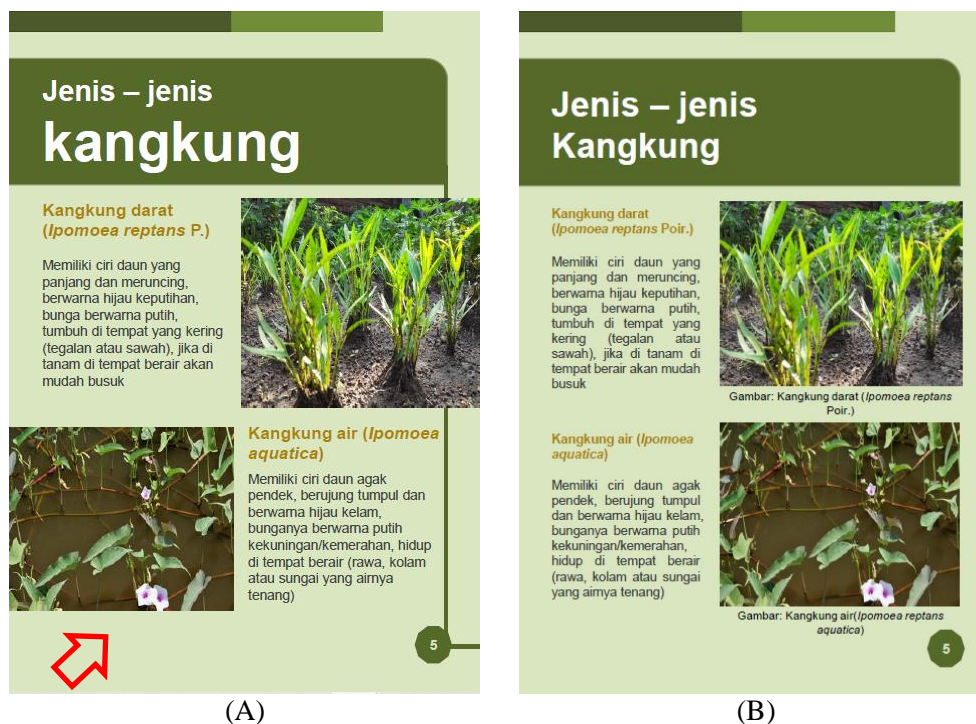 Jenis – jenis
kangkung
Kangkung darat
(Ipomoea reptans P.)
Memiliki ciri daun yang
panjang dan meruncing,
berwarna hijau keputihan,
bunga berwarna putih,
tumbuh di tempat yang kering
(tegalan atau sawah), jika di
tanam di tempat berair akan
mudah busuk
Kangkung air (Ipomoea
aquatica)
Memiliki ciri daun agak
pendek, berujung tumpul dan
berwarna hijau kelam,
bunganya berwarna putih
kekuningan/kemerahan, hidup
di tempat berair (rawa, kolam
atau sungai yang airnya
tenang)
5
(A)
Jenis – jenis
Kangkung
Kangkung darat
(Ipomoea reptans Poir.)
Memiliki ciri daun yang
panjang dan meruncing,
berwarna hijau keputihan,
bunga berwarna putih,
tumbuh di tempat yang
kering (tegalan atau
sawah), jika di tanam di
tempat berair akan mudah
busuk
Gambar: Kangkung darat (Ipomoea reptans
Poir.)
Kangkung air (Ipomoea
aquatica)
Memiliki ciri daun agak
pendek, berujung tumpul
dan berwarna hijau kelam,
bunganya berwarna putih
kekuningan/kemerahan,
hidup di tempat berair
(rawa, kolam atau sungai
yang airnya tenang)
Gambar: Kangkung air(Ipomoea reptans
aquatica)
5
(B)